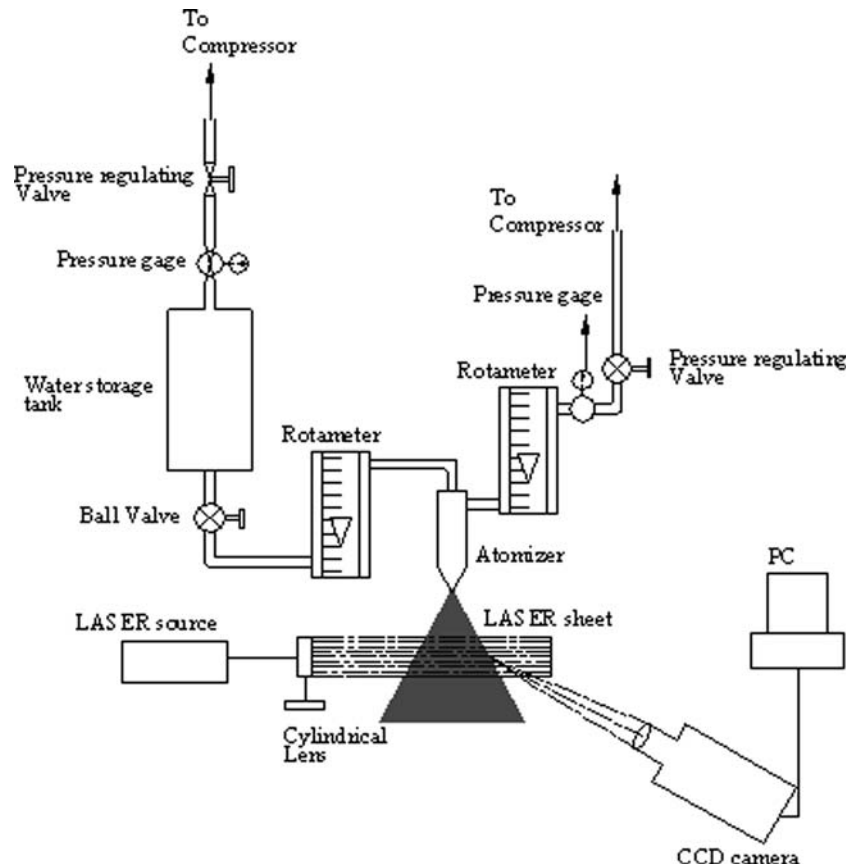 To
Compressor
Pressure regulating
Valve
To
Compressor
Pressure gage
Pressure gage
Pressure regulating
Valve
Rotameter
Water storage
tank
Rotameter
Ball Valve
Atomizer
PC
LASER source
LASER sheet
Cylindrical
Lens
CCD camera